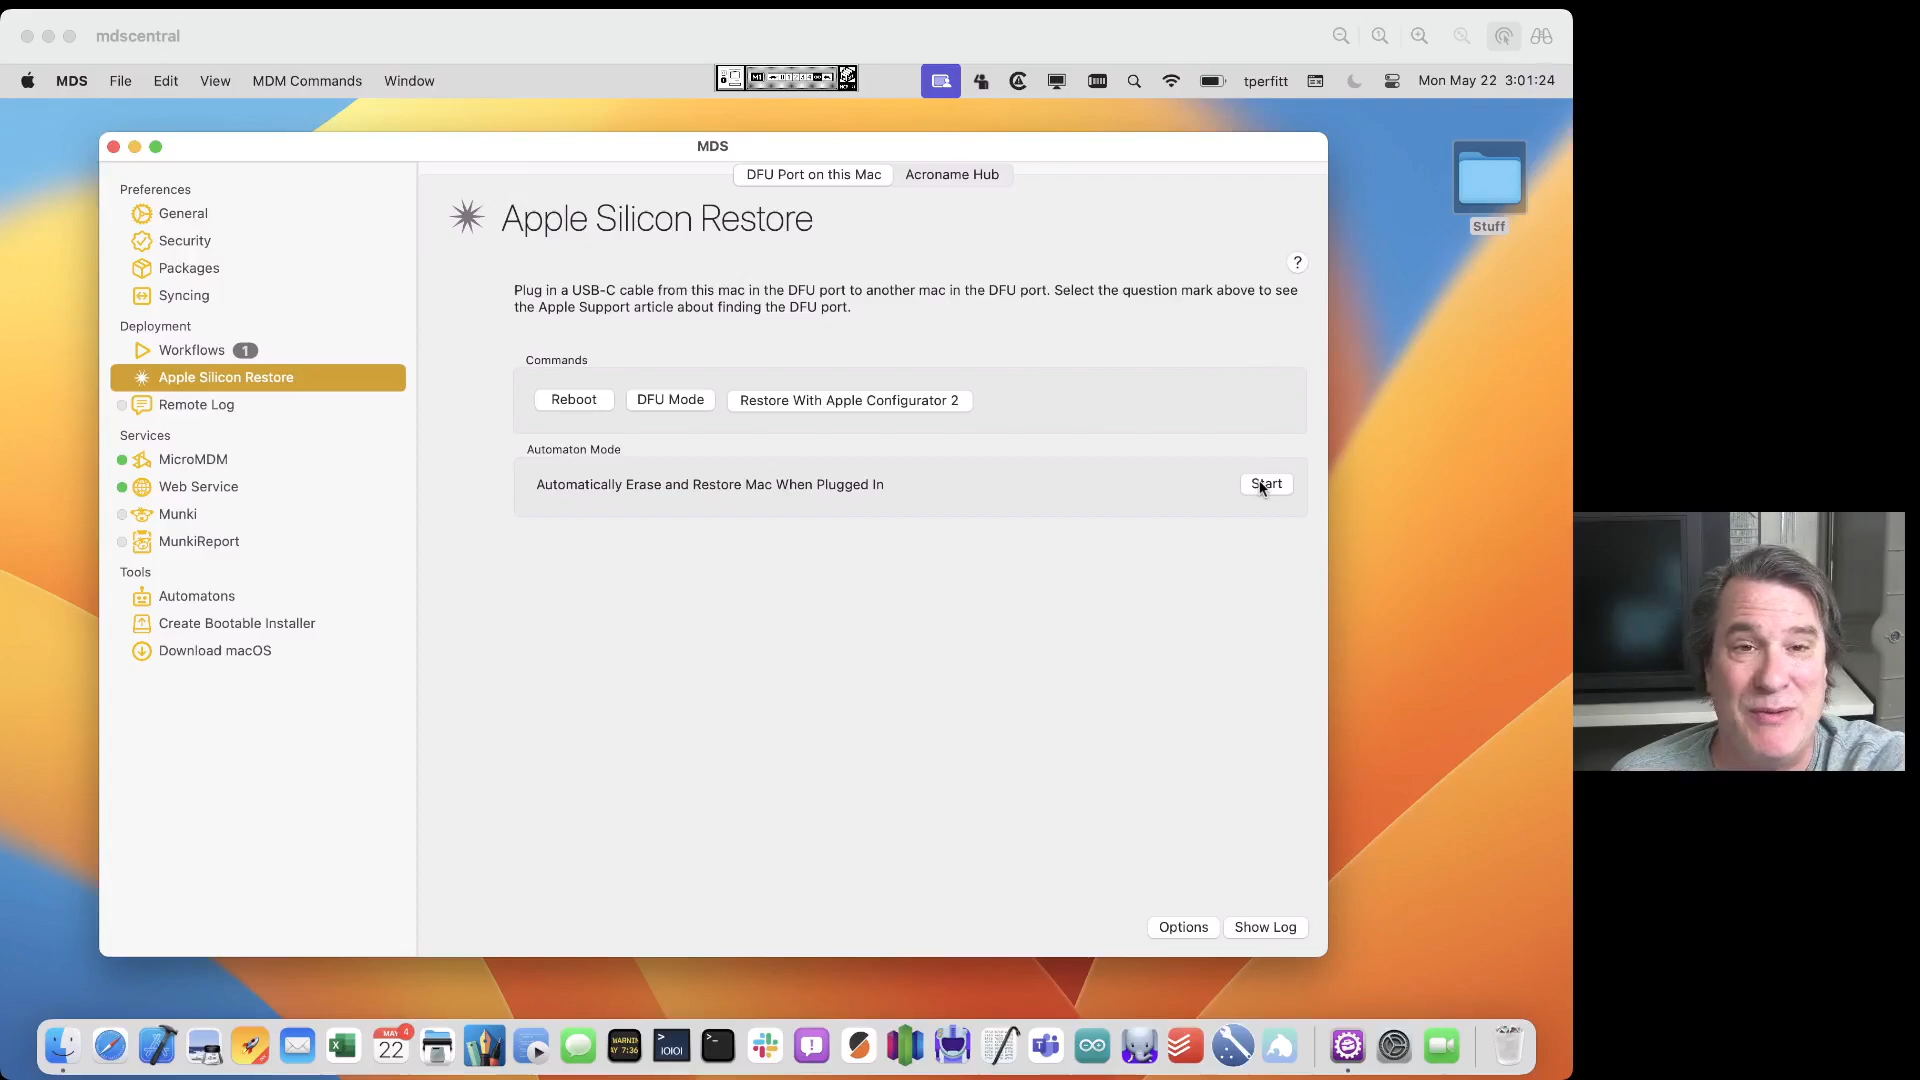 mdscentral
MDS File Edit View MDM Commands Window
tperfitt Mon May 22 3:01:24
MDS
DFU Port on this Mac Acroname Hub
Preferences
General
Security
Packages
Syncing
Deployment
Workflows 1
Apple Silicon Restore
Remote Log
Services
MicroMDM
Web Service
Munki
MunkiReport
Tools
Automatons
Create Bootable Installer
Download macOS
Apple Silicon Restore
?
Plug in a USB-C cable from this mac in the DFU port to another mac in the DFU port. Select the question mark above to see
the Apple Support article about finding the DFU port.
Commands
Reboot DFU Mode Restore With Apple Configurator 2
Automaton Mode
Automatically Erase and Restore Mac When Plugged In Start
Options Show Log
Stuff
MAY
22
4